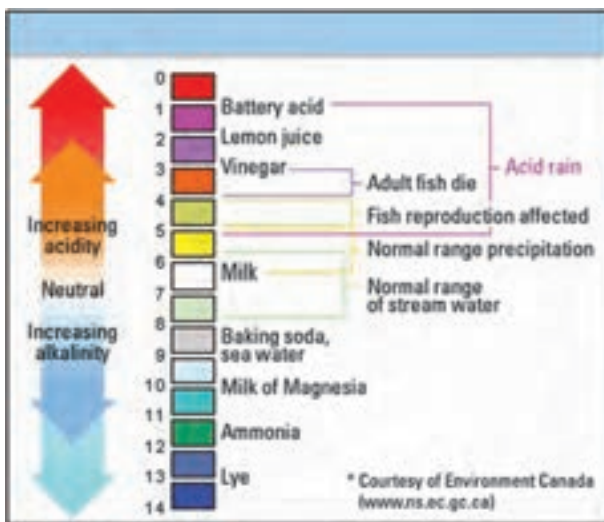 0
1
Battery acid
2
Lemon juice
Vinegar
3
Acid rain
Adult fish die
4
Fish reproduction affected
Increasing
acidity
5
Normal range precipitation
6
Milk
Neutral
7
Normal range
of stream water
8
Increasing
alkalinity
Baking soda,
sea water
9
10
Milk of Magnesia
11
Ammonia
12
13
Lye
14
* Courtesy of Environment Canada
(www.ns.ec.gc.ca)